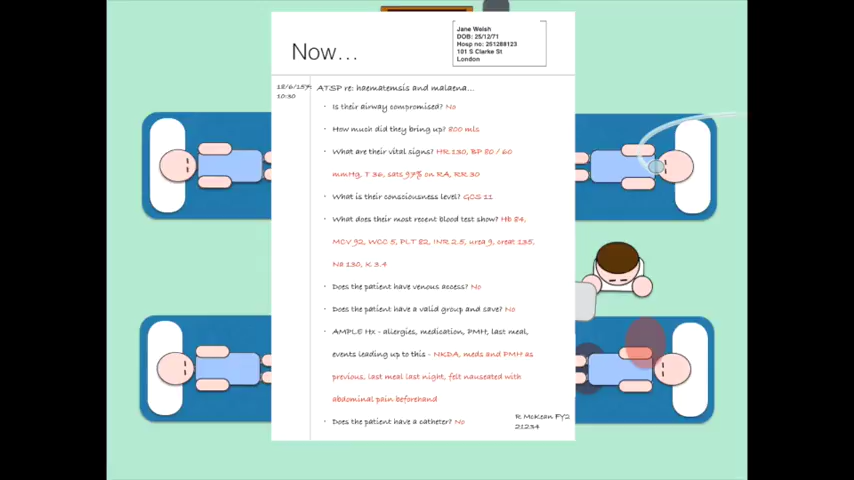 Now...
Jane Welsh
DOB: 25/12/71
Hosp no: 251288123
101 S Clarke St
London
10:30
ATSP re: haematemsis and malaena...
Is their airway compromised? No
How much did they bring up? 800 mls
What are their vital signs? HR 130, BP 80 / 60
mmHg, T 36, sats 97% on RA, RR 30
What is their consciousness level? GCS 11
What does their most recent blood test show? Hb 84,
MCV 92, WCC 5, PLT 82, INR 2.5, urea 9, creat 135,
Na 130, K 3.4
Does the patient have venous access? No
Does the patient have a valid group and save? No
AMPLE Hx - allergies, medication, PMH, last meal,
events leading up to this - NKDA, meds and PMH as
previous, last meal last night, felt nauseated with
abdominal pain beforehand
Does the patient have a catheter? No
R McKean FY2
21234